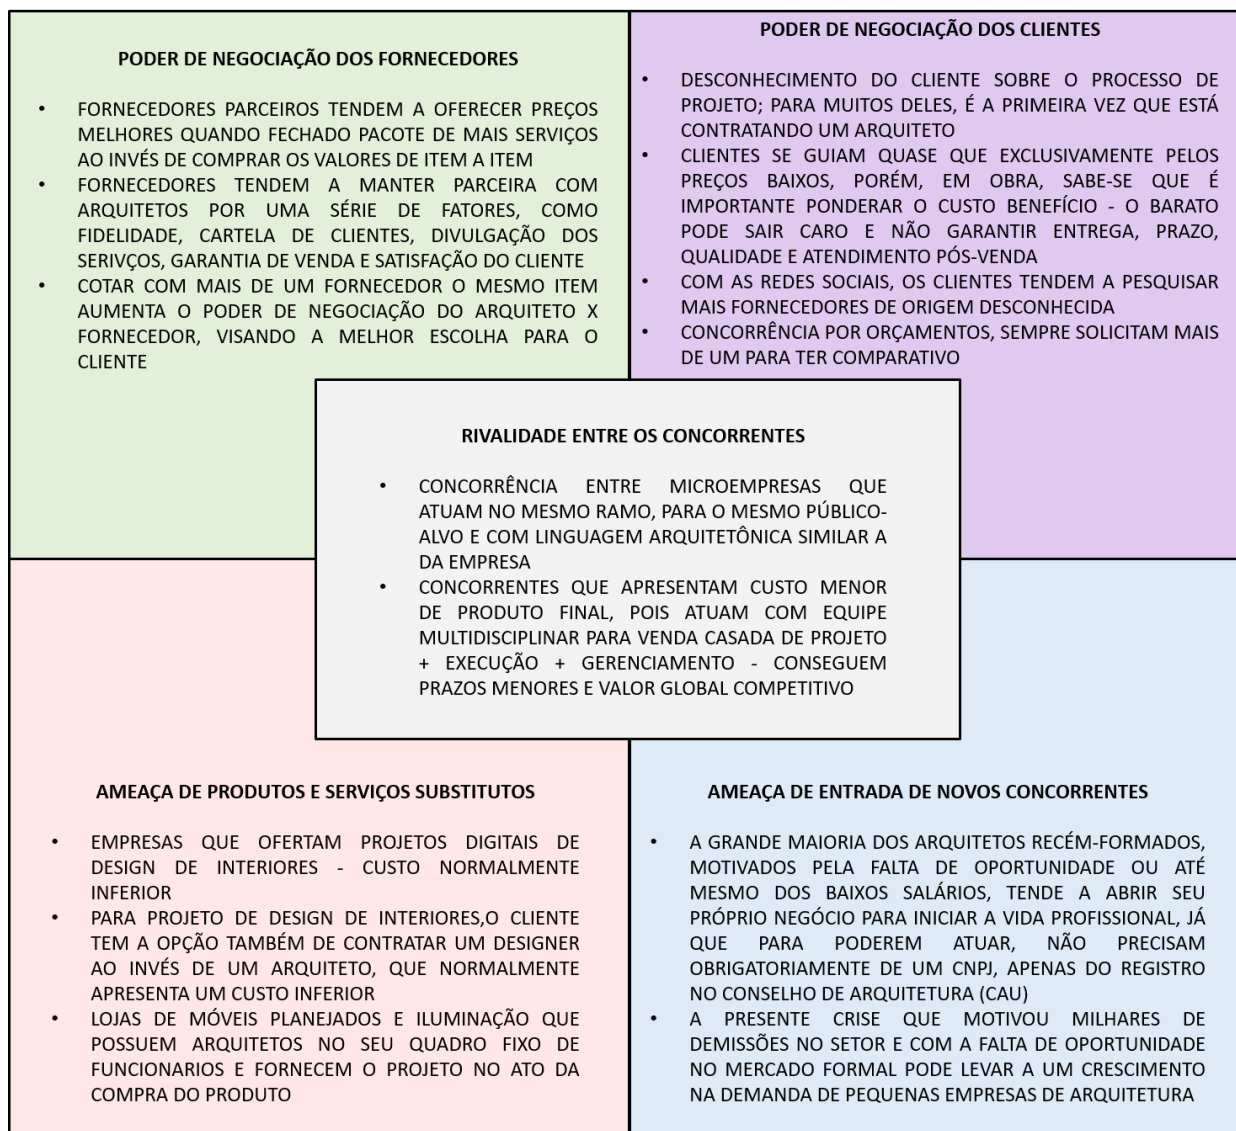 PODER DE NEGOCIAÇÃO DOS FORNECEDORES
• FORNECEDORES PARCEIROS TENDEM A OFERECER PREÇOS
MELHORES QUANDO FECHADO PACOTE DE MAIS SERVIÇOS
AO INVÉS DE COMPRAR OS VALORES DE ITEM A ITEM
• FORNECEDORES TENDEM A MANTER PARCEIRA COM
ARQUITETOS POR UMA SÉRIE DE FATORES, COMO
FIDELIDADE, CARTELA DE CLIENTES, DIVULGAÇÃO DOS
SERIVÇOS, GARANTIA DE VENDA E SATISFAÇÃO DO CLIENTE
• COTAR COM MAIS DE UM FORNECEDOR O MESMO ITEM
AUMENTA O PODER DE NEGOCIAÇÃO DO ARQUITETO X
FORNECEDOR, VISANDO A MELHOR ESCOLHA PARA O
CLIENTE
PODER DE NEGOCIAÇÃO DOS CLIENTES
• DESCONHECIMENTO DO CLIENTE SOBRE O PROCESSO DE
PROJETO; PARA MUITOS DELES, É A PRIMEIRA VEZ QUE ESTÁ
CONTRATANDO UM ARQUITETO
• CLIENTES SE GUIAM QUASE QUE EXCLUSIVAMENTE PELOS
PREÇOS BAIXOS, PORÉM, EM OBRA, SABE-SE QUE É
IMPORTANTE PONDERAR O CUSTO BENEFÍCIO - O BARATO
PODE SAIR CARO E NÃO GARANTIR ENTREGA, PRAZO,
QUALIDADE E ATENDIMENTO PÓS-VENDA
• COM AS REDES SOCIAIS, OS CLIENTES TENDEM A PESQUISAR
MAIS FORNECEDORES DE ORIGEM DESCONHECIDA
• CONCORRÊNCIA POR ORÇAMENTOS, SEMPRE SOLICITAM MAIS
DE UM PARA TER COMPARATIVO
RIVALIDADE ENTRE OS CONCORRENTES
• CONCORRÊNCIA ENTRE MICROEMPRESAS QUE
ATUAM NO MESMO RAMO, PARA O MESMO PÚBLICO-
ALVO E COM LINGUAGEM ARQUITETÔNICA SIMILAR A
DA EMPRESA
• CONCORRENTES QUE APRESENTAM CUSTO MENOR
DE PRODUTO FINAL, POIS ATUAM COM EQUIPE
MULTIDISCIPLINAR PARA VENDA CASADA DE PROJETO
+ EXECUÇÃO + GERENCIAMENTO - CONSEGUEM
PRAZOS MENORES E VALOR GLOBAL COMPETITIVO
AMEAÇA DE PRODUTOS E SERVIÇOS SUBSTITUTOS
• EMPRESAS QUE OFERTAM PROJETOS DIGITAIS DE
DESIGN DE INTERIORES - CUSTO NORMALMENTE
INFERIOR
• PARA PROJETO DE DESIGN DE INTERIORES,O CLIENTE
TEM A OPÇÃO TAMBÉM DE CONTRATAR UM DESIGNER
AO INVÉS DE UM ARQUITETO, QUE NORMALMENTE
APRESENTA UM CUSTO INFERIOR
• LOJAS DE MÓVEIS PLANEJADOS E ILUMINAÇÃO QUE
POSSUEM ARQUITETOS NO SEU QUADRO FIXO DE
FUNCIONARIOS E FORNECEM O PROJETO NO ATO DA
COMPRA DO PRODUTO
AMEAÇA DE ENTRADA DE NOVOS CONCORRENTES
• A GRANDE MAIORIA DOS ARQUITETOS RECÉM-FORMADOS,
MOTIVADOS PELA FALTA DE OPORTUNIDADE OU ATÉ
MESMO DOS BAIXOS SALÁRIOS, TENDE A ABRIR SEU
PRÓPRIO NEGÓCIO PARA INICIAR A VIDA PROFISSIONAL, JÁ
QUE PARA PODEREM ATUAR, NÃO PRECISAM
OBRIGATORIAMENTE DE UM CNPJ, APENAS DO REGISTRO
NO CONSELHO DE ARQUITETURA (CAU)
• A PRESENTE CRISE QUE MOTIVOU MILHARES DE
DEMISSÕES NO SETOR E COM A FALTA DE OPORTUNIDADE
NO MERCADO FORMAL PODE LEVAR A UM CRESCIMENTO
NA DEMANDA DE PEQUENAS EMPRESAS DE ARQUITETURA